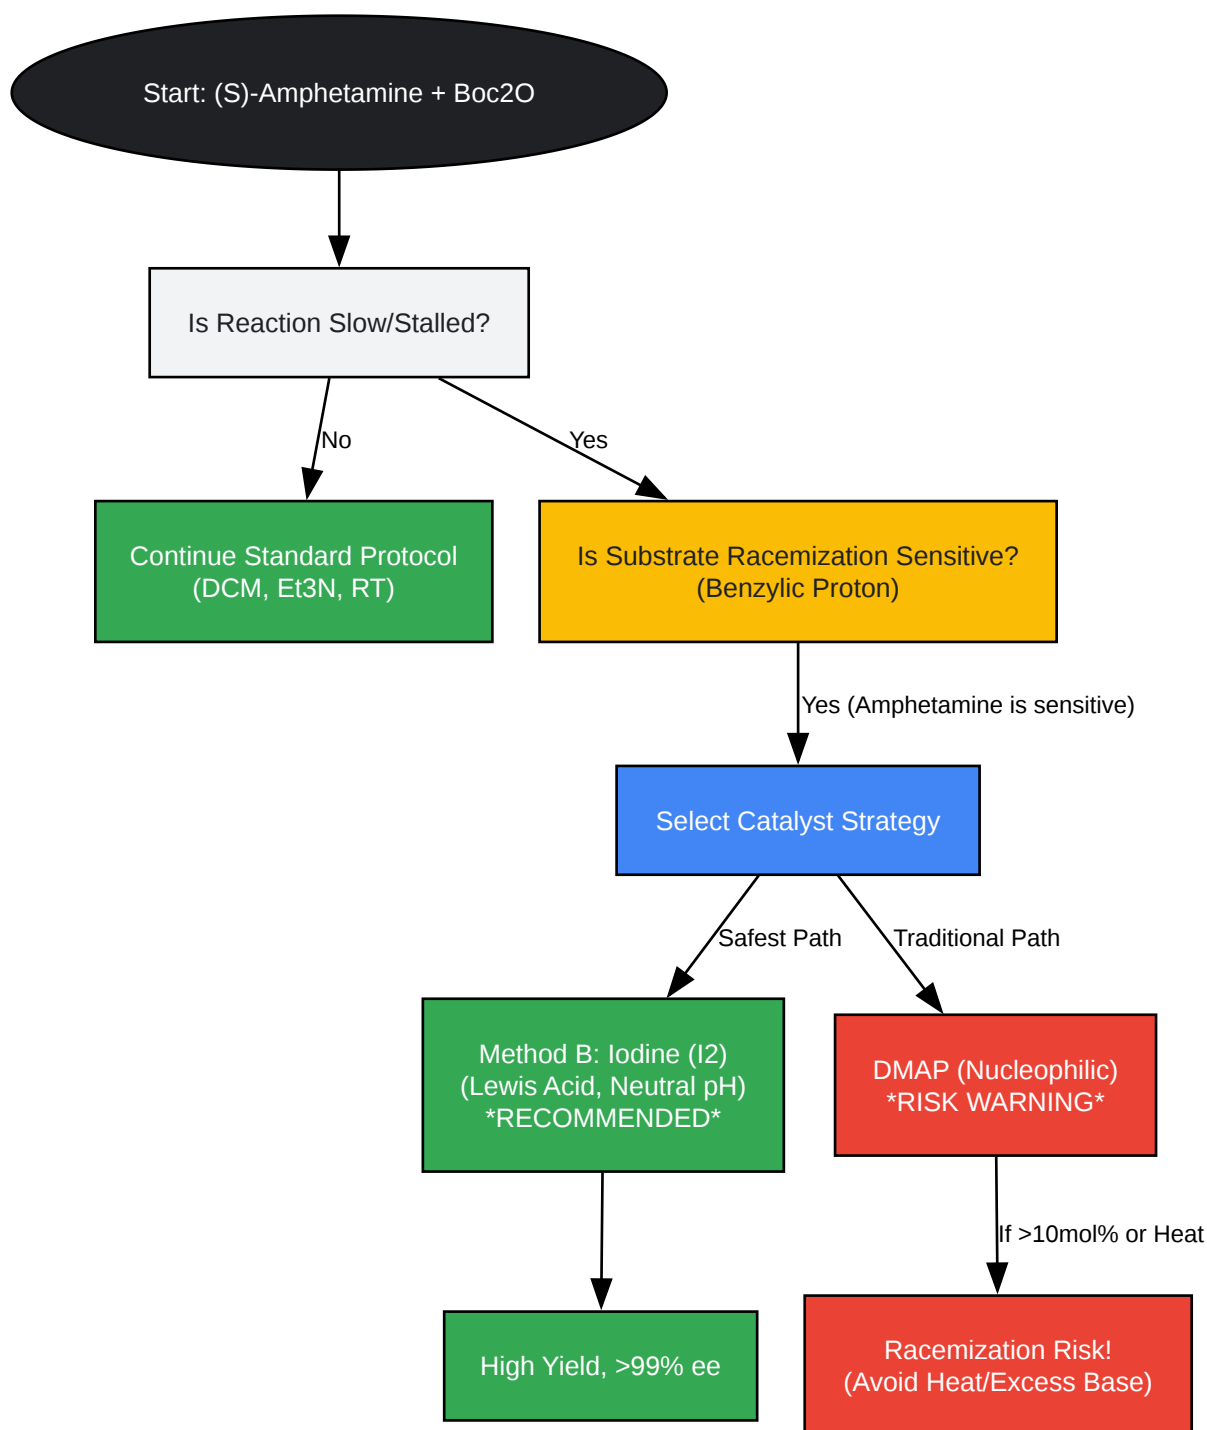 Start: (S)-Amphetamine + Boc2O
Is Reaction Slow/Stalled?
No
Yes
Continue Standard Protocol
(DCM, Et3N, RT)
Is Substrate Racemization Sensitive?
(Benzylic Proton)
Yes (Amphetamine is sensitive)
Select Catalyst Strategy
Safest Path
Traditional Path
Method B: Iodine (I2)
(Lewis Acid, Neutral pH)
*RECOMMENDED*
DMAP (Nucleophilic)
*RISK WARNING*
If >10mol% or Heat
High Yield, >99% ee
Racemization Risk!
(Avoid Heat/Excess Base)